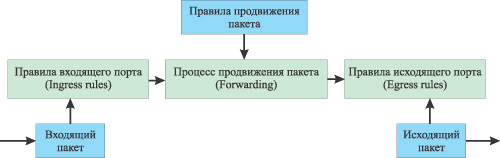 Правила продвижения
пакета
Правила входящего порта
(Ingress rules)
Процесс продвижения пакета
(Forwarding)
Правила исходящего порта
(Egress rules)
Входящий
пакет
Исходящий
пакет